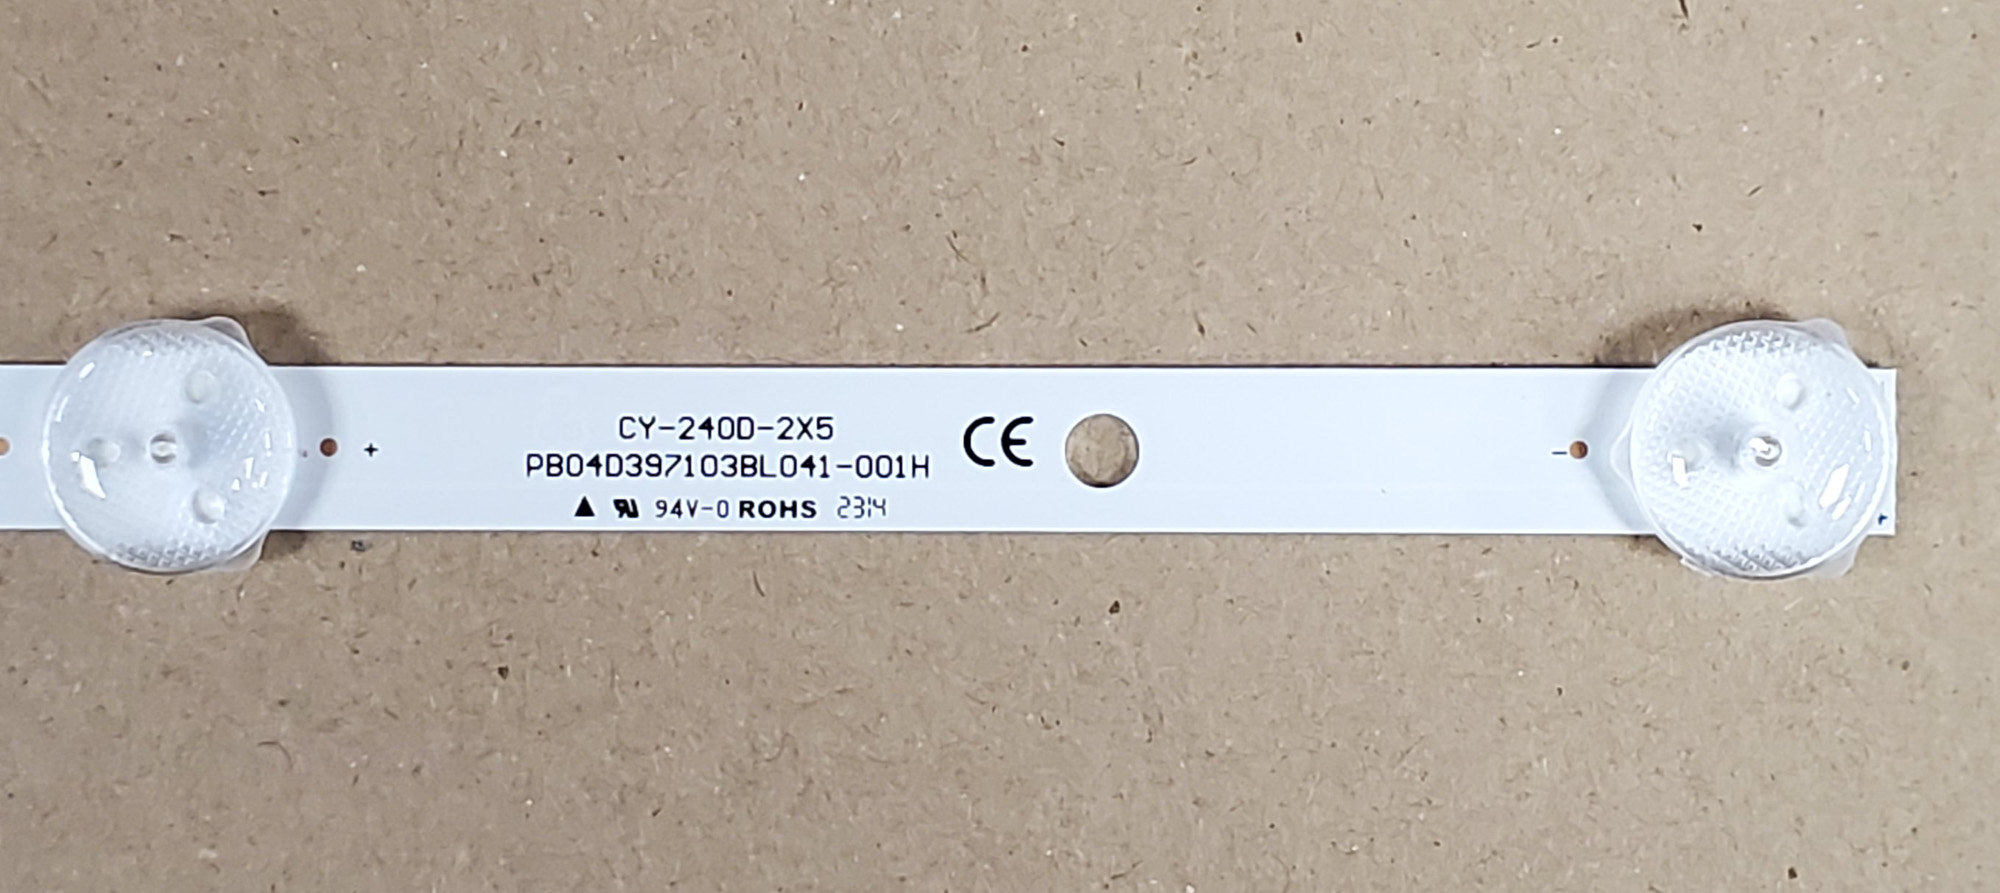 CY-240D-2X5
PB04D397103BL041-001H CE
94V-0 ROHS 2314
+
-
+